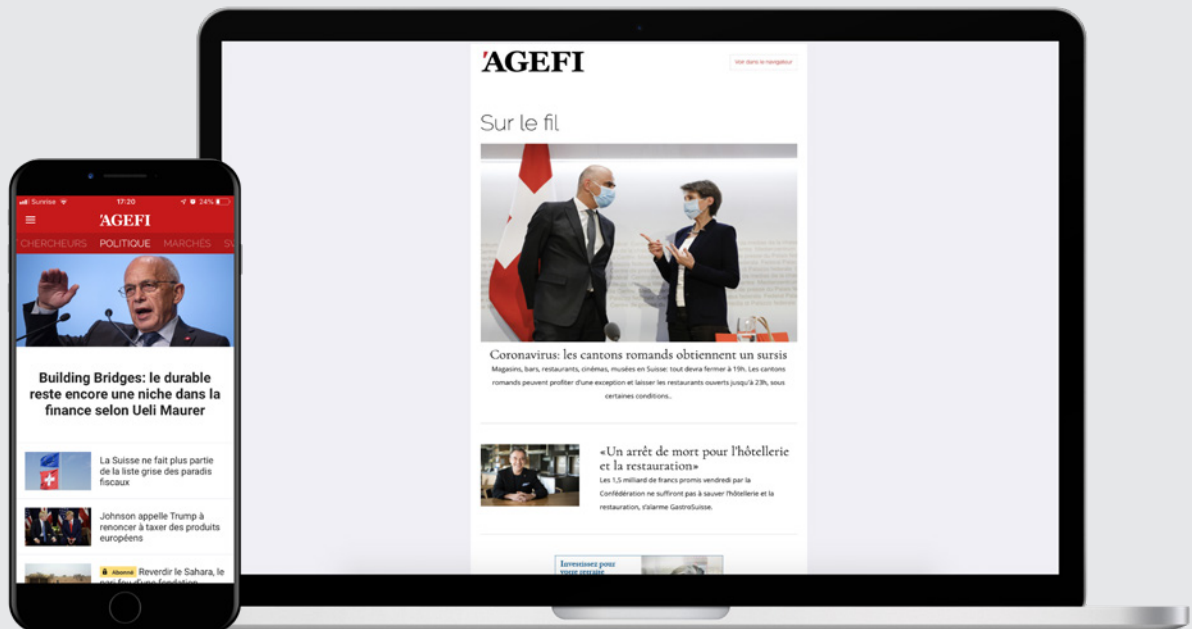 Sunrise 17:20 24%
'AGEFI
CHERCHEURS POLITIQUE MARCHÉS
Building Bridges: le durable
reste encore une niche dans la
finance selon Ueli Maurer
La Suisse ne fait plus partie
de la liste grise des paradis
fiscaux
Johnson appelle Trump à
renoncer à taxer des produits
européens
Abonné Reverdir le Sahara, le
pari fou d'une fondation
'AGEFI
Voir dans le navigateur
Sur le fil
Coronavirus: les cantons romands obtiennent un sursis
Magasins, bars, restaurants, cinémas, musées en Suisse: tout devra fermer à 19h. Les cantons
romands peuvent profiter d'une exception et laisser les restaurants ouverts jusqu'à 23h, sous
certaines conditions..
«Un arrêt de mort pour l'hôtellerie
et la restauration»
Les 1,5 milliard de francs promis vendredi par la
Confédération ne suffiront pas à sauver l'hôtellerie et la
restauration, s'alarme GastroSuisse.
Investissez pour
votre retraite